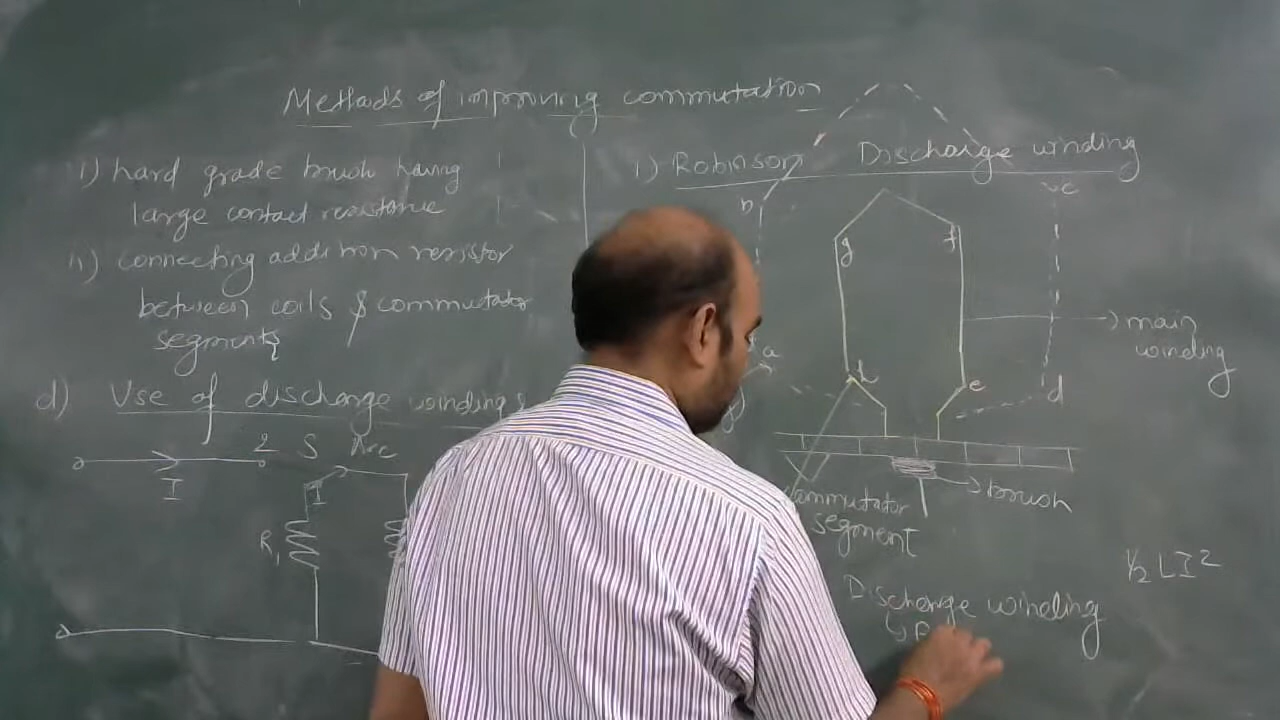 Methods of improving commutation
i) hard grade brush having
large contact resistance
ii) connecting addition resistor
between coils & commutator
segments
d) Use of discharge windings
2 S Arc
I
I
R1
i) Robinson Discharge winding
b
c
g
f
a
h
e
d
main
winding
commutator
segment
brush
½ LI²
Discharge winding